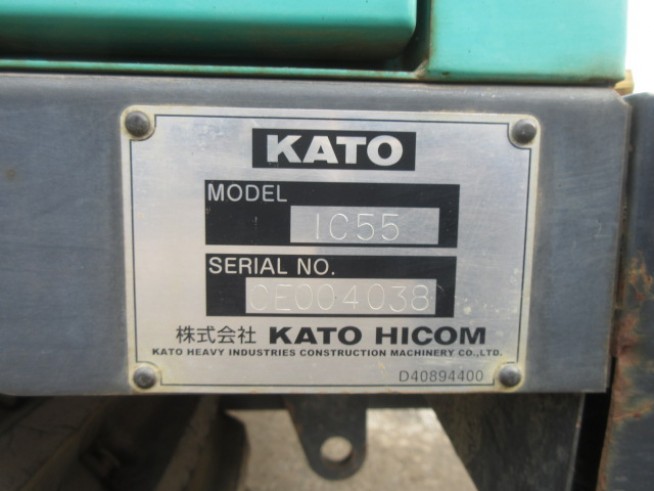 KATO
MODEL
IC55
SERIAL NO.
CE004038
株式会社 KATO HICOM
KATO HEAVY INDUSTRIES CONSTRUCTION MACHINERY CO.,LTD.
D40894400